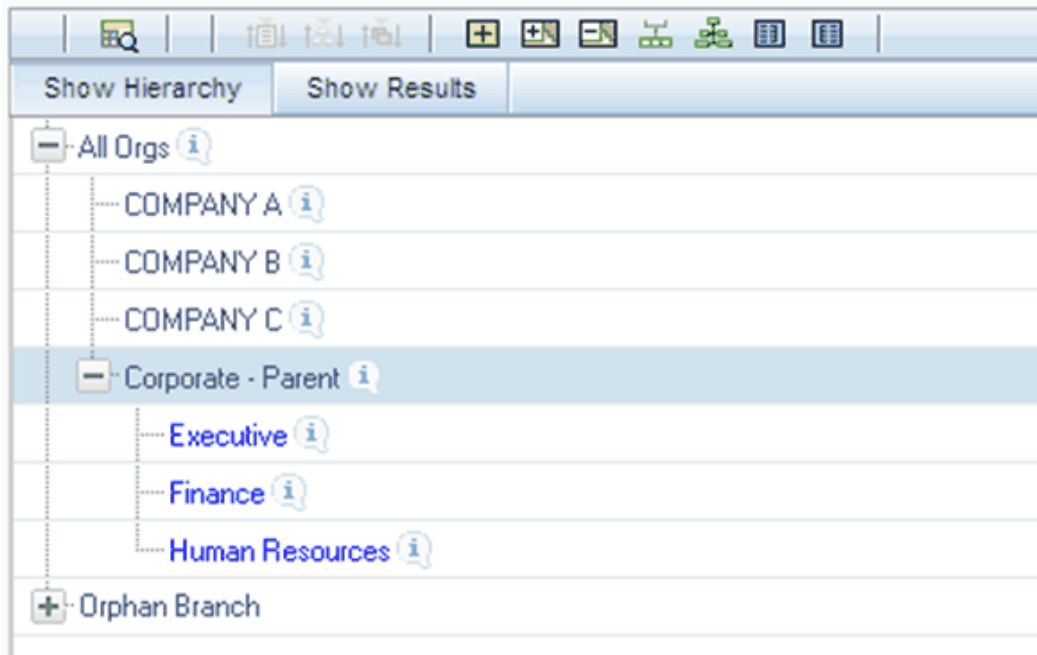 Show Hierarchy Show Results
All Orgs
COMPANY A
COMPANY B
COMPANY C
Corporate - Parent
Executive
Finance
Human Resources
Orphan Branch